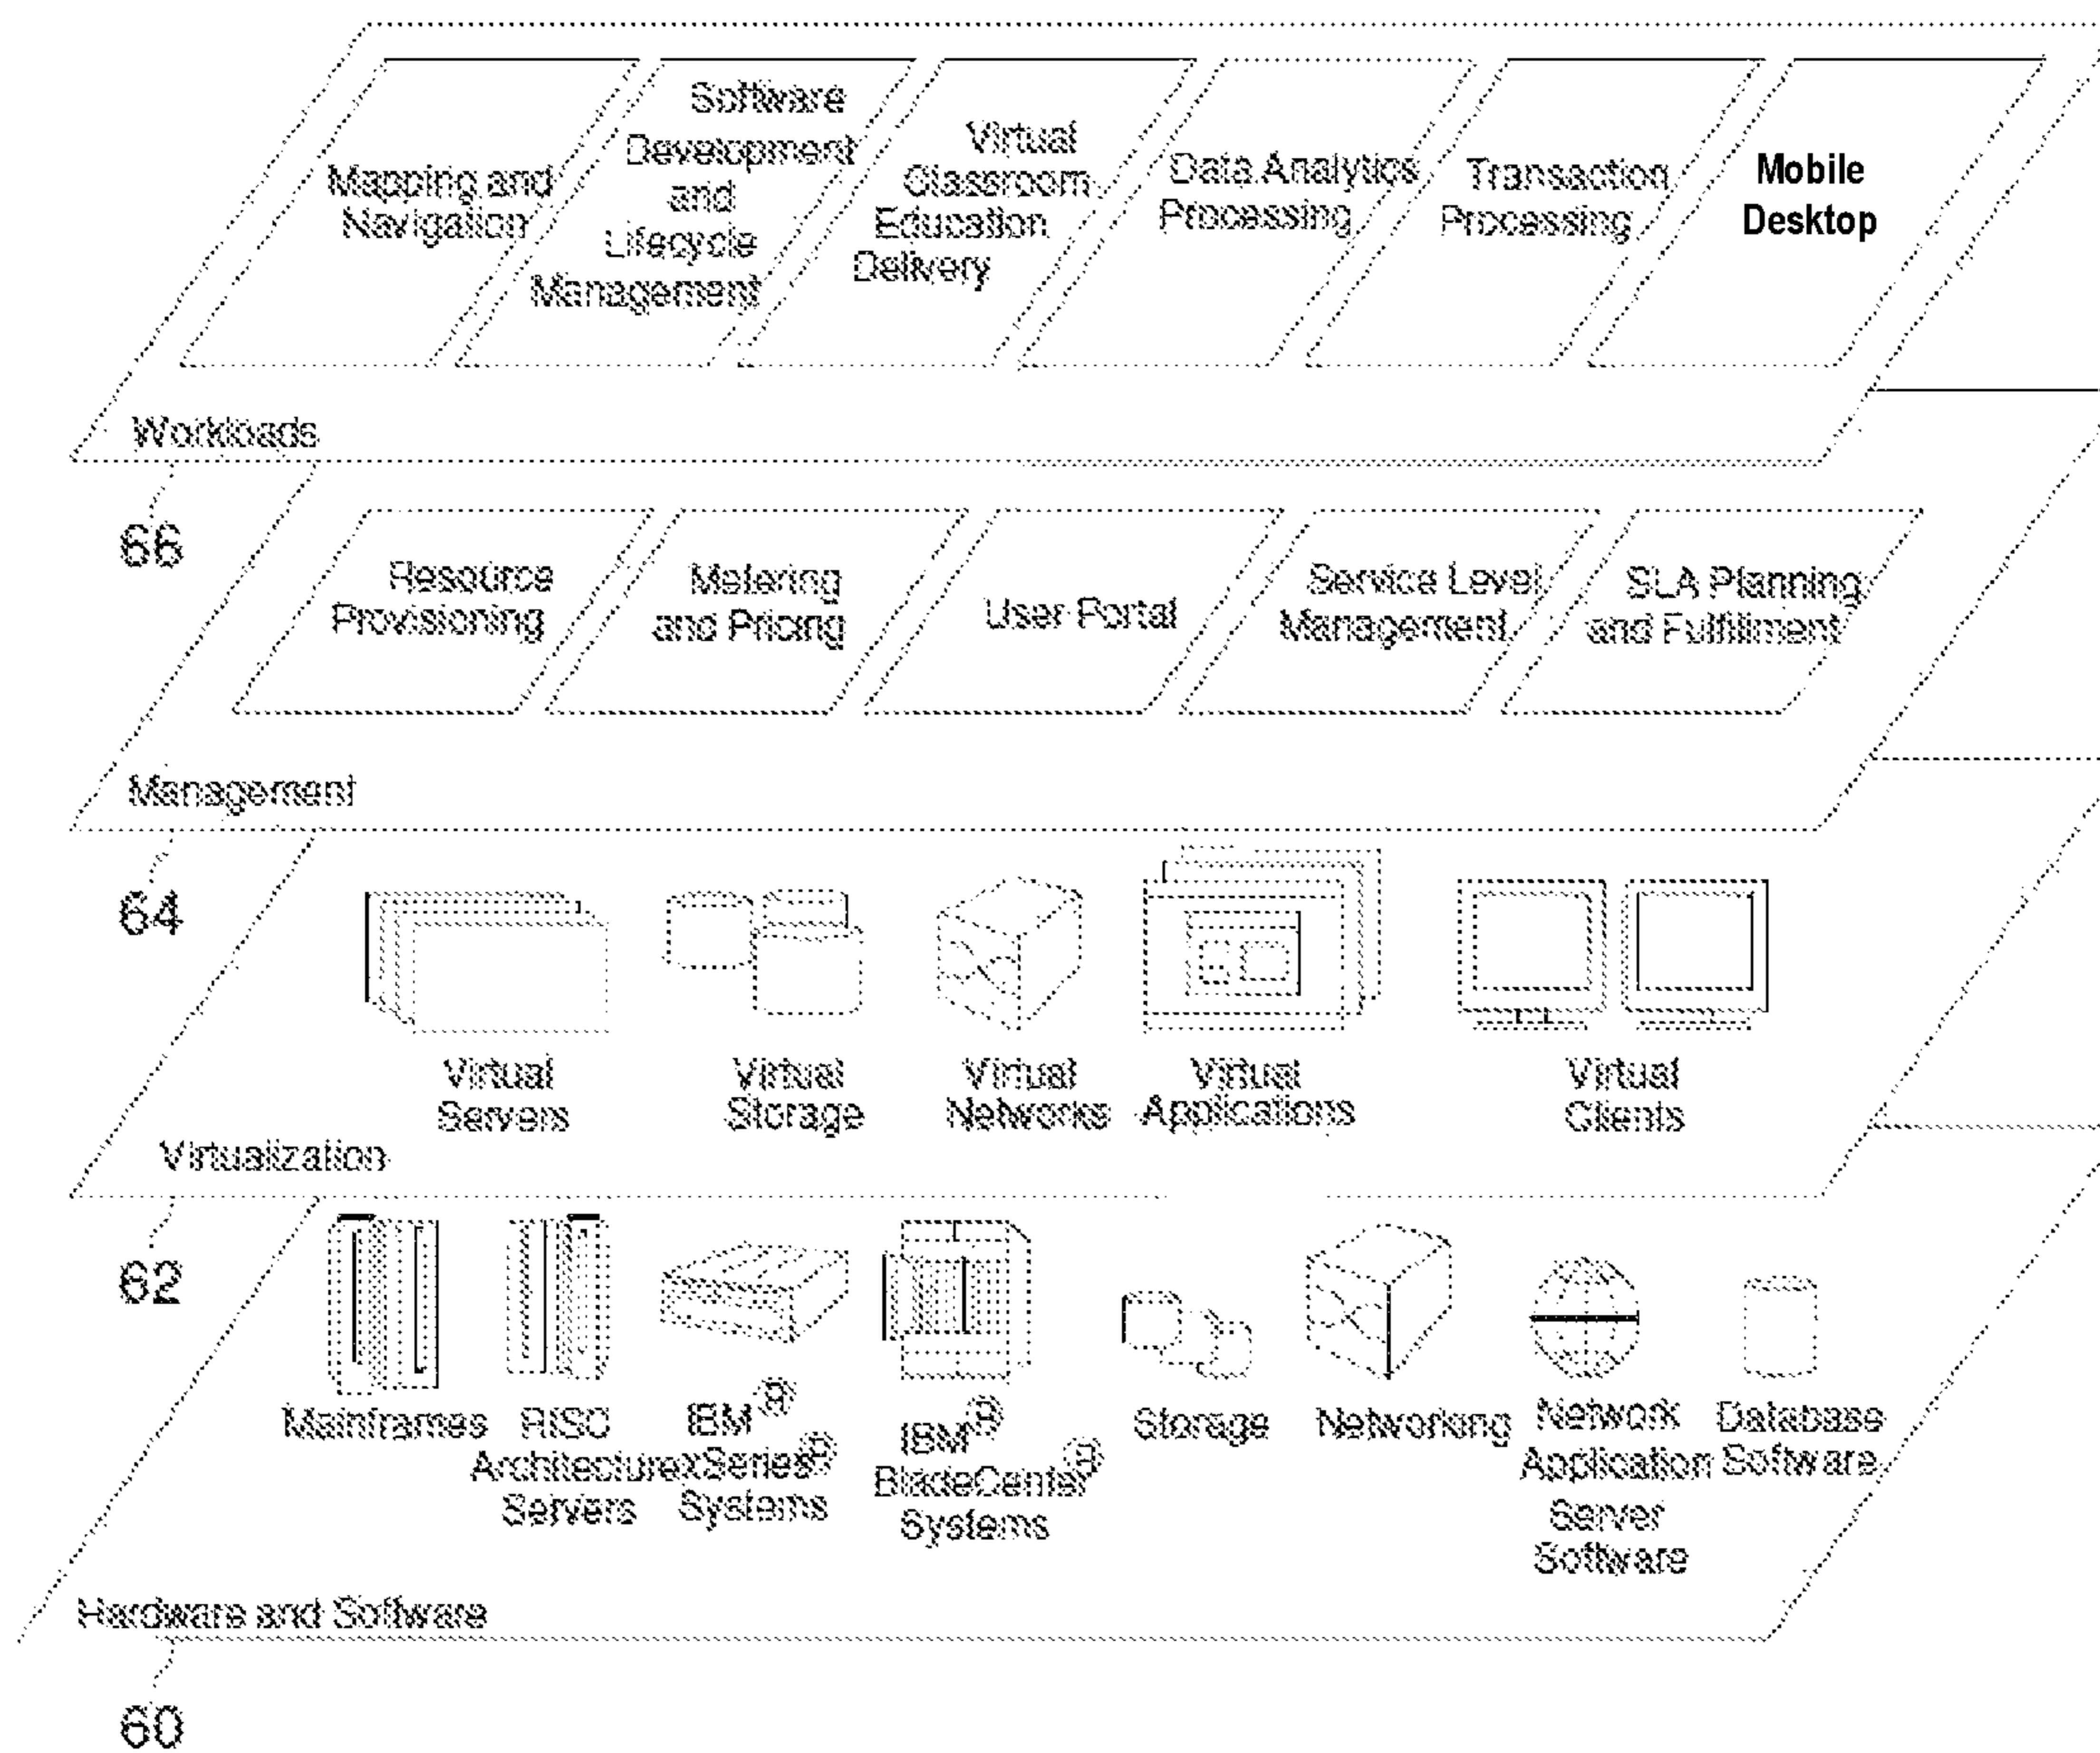 Mapping and
Navigation
Software
Development
and
Lifecycle
Management
Virtual
Classroom
Education
Delivery
Data Analytics
Processing
Transaction
Processing
Mobile
Desktop
Workloads
66
Resource
Provisioning
Metering
and Pricing
User Portal
Service Level
Management
SLA Planning
and Fulfillment
Management
64
Virtual
Servers
Virtual
Storage
Virtual
Networks
Virtual
Applications
Virtual
Clients
Virtualization
62
Mainframes
RISC
Architecture
Servers
IBM®
xSeries®
Systems
IBM®
BladeCenter®
Systems
Storage
Networking
Network
Application
Server
Software
Database
Software
Hardware and Software
60